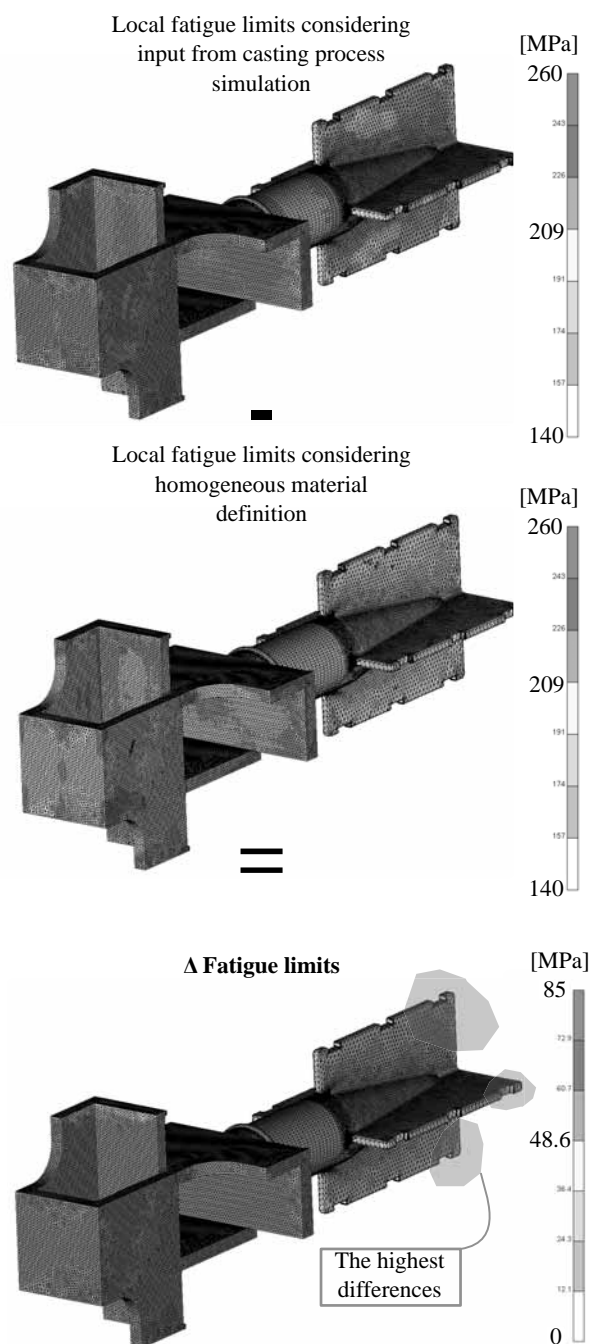 Local fatigue limits considering
input from casting process
simulation
[MPa]
260
243
226
209
191
174
157
140
-
Local fatigue limits considering
homogeneous material
definition
[MPa]
260
243
226
209
191
174
157
140
=
Δ Fatigue limits
[MPa]
85
72.9
60.7
48.6
36.4
24.3
12.1
0
The highest
differences